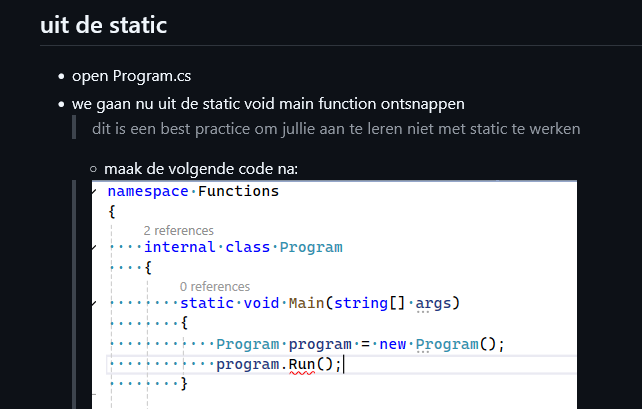 uit de static
open Program.cs
we gaan nu uit de static void main function ontsnappen
dit is een best practice om jullie aan te leren niet met static te werken
maak de volgende code na:
namespace Functions
{
2 references
internal class Program
{
0 references
static void Main(string[] args)
{
Program program = new Program();
program.Run();
}